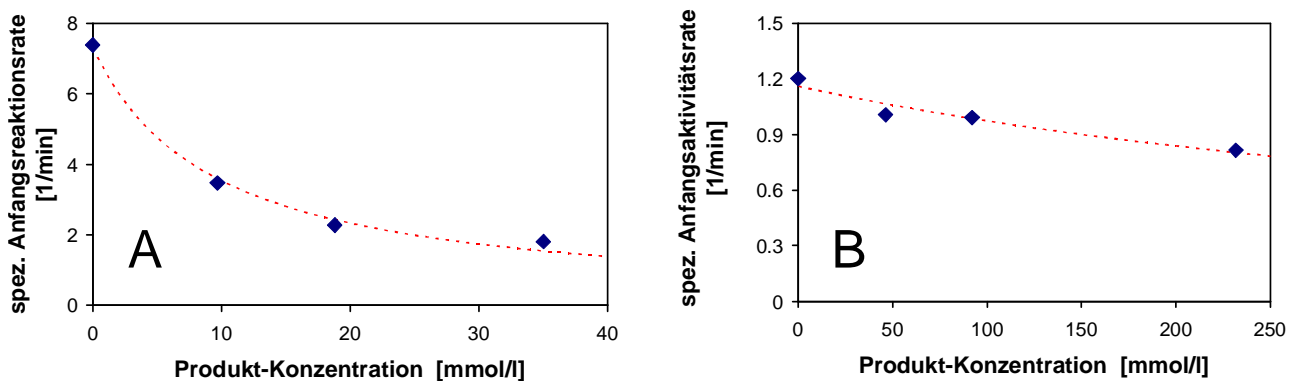 spez. Anfangsreaktionsrate
[1/min]
8
6
4
2
0
A
0
10
20
30
40
Produkt-Konzentration [mmol/l]
spez. Anfangsaktivitätsrate
[1/min]
1.5
1.2
0.9
0.6
0.3
0
B
0
50
100
150
200
250
Produkt-Konzentration [mmol/l]